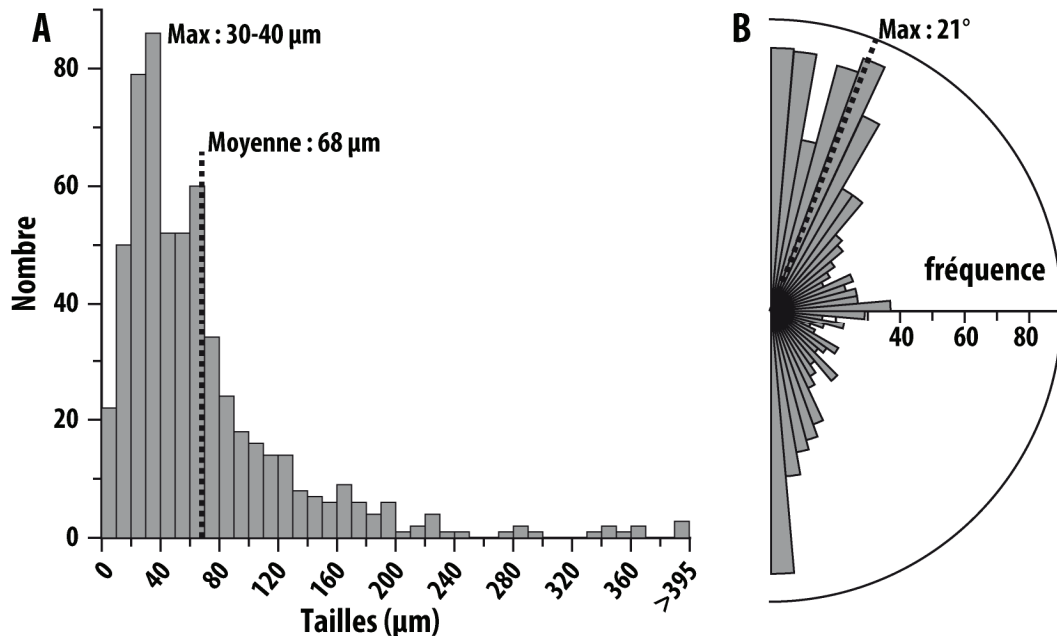 A
Max : 30-40 µm
Moyenne : 68 µm
Nombre
80
60
40
20
0
0
40
80
120
160
200
240
280
320
360
>395
Tailles (µm)
B
Max : 21°
fréquence
40
60
80